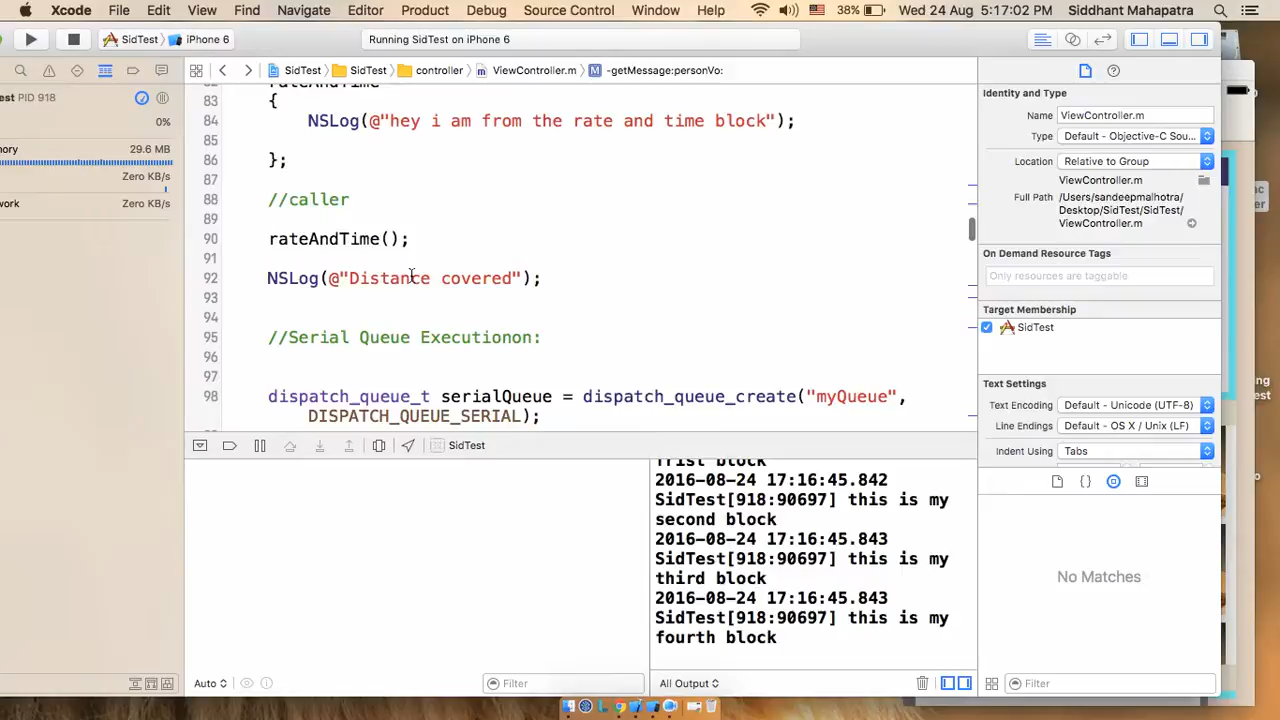 Xcode File Edit View Find Navigate Editor Product Debug Source Control Window Help 38% Wed 24 Aug 5:17:02 PM Siddhant Mahapatra
SidTest iPhone 6 Running SidTest on iPhone 6
SidTest SidTest controller ViewController.m -getMessage:personVo:
est PID 918
0%
mory 29.6 MB
Zero KB/s
work Zero KB/s
rateAndTime
83 {
84 NSLog(@"hey i am from the rate and time block");
85
86 };
87
88 //caller
89
90 rateAndTime();
91
92 NSLog(@"Distance covered");
93
94
95 //Serial Queue Executionon:
96
97
98 dispatch_queue_t serialQueue = dispatch_queue_create("myQueue",
DISPATCH_QUEUE_SERIAL);
SidTest
frist block
2016-08-24 17:16:45.842
SidTest[918:90697] this is my
second block
2016-08-24 17:16:45.843
SidTest[918:90697] this is my
third block
2016-08-24 17:16:45.843
SidTest[918:90697] this is my
fourth block
Auto Filter All Output
Identity and Type
Name ViewController.m
Type Default - Objective-C Sou...
Location Relative to Group
ViewController.m
Full Path /Users/sandeepmalhotra/
Desktop/SidTest/SidTest/
ViewController.m
On Demand Resource Tags
Only resources are taggable
Target Membership
SidTest
Text Settings
Text Encoding Default - Unicode (UTF-8)
Line Endings Default - OS X / Unix (LF)
Indent Using Tabs
No Matches
Filter